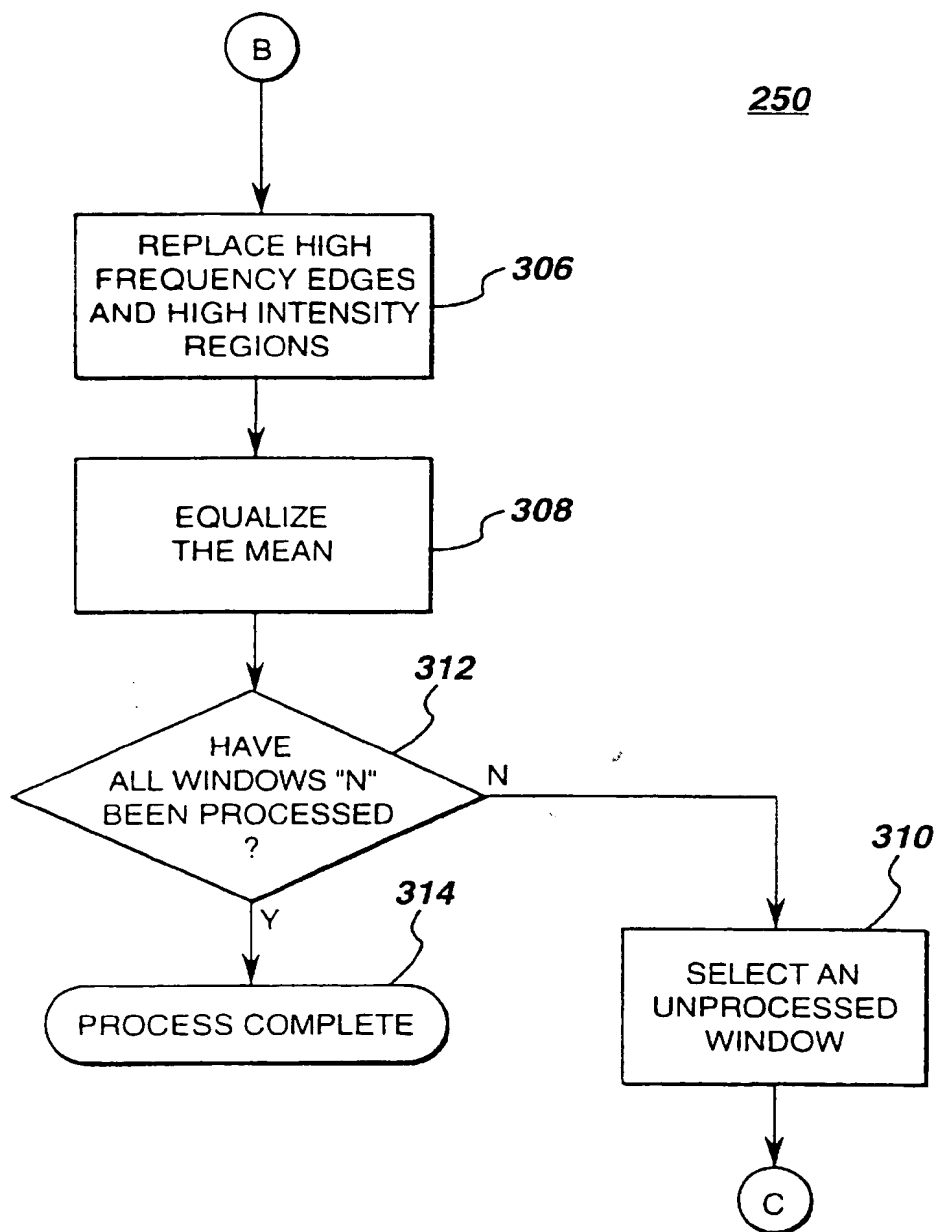 B
250
REPLACE HIGH
FREQUENCY EDGES
AND HIGH INTENSITY
REGIONS
306
EQUALIZE
THE MEAN
308
312
HAVE
ALL WINDOWS "N"
BEEN PROCESSED
?
N
Y
314
PROCESS COMPLETE
310
SELECT AN
UNPROCESSED
WINDOW
C